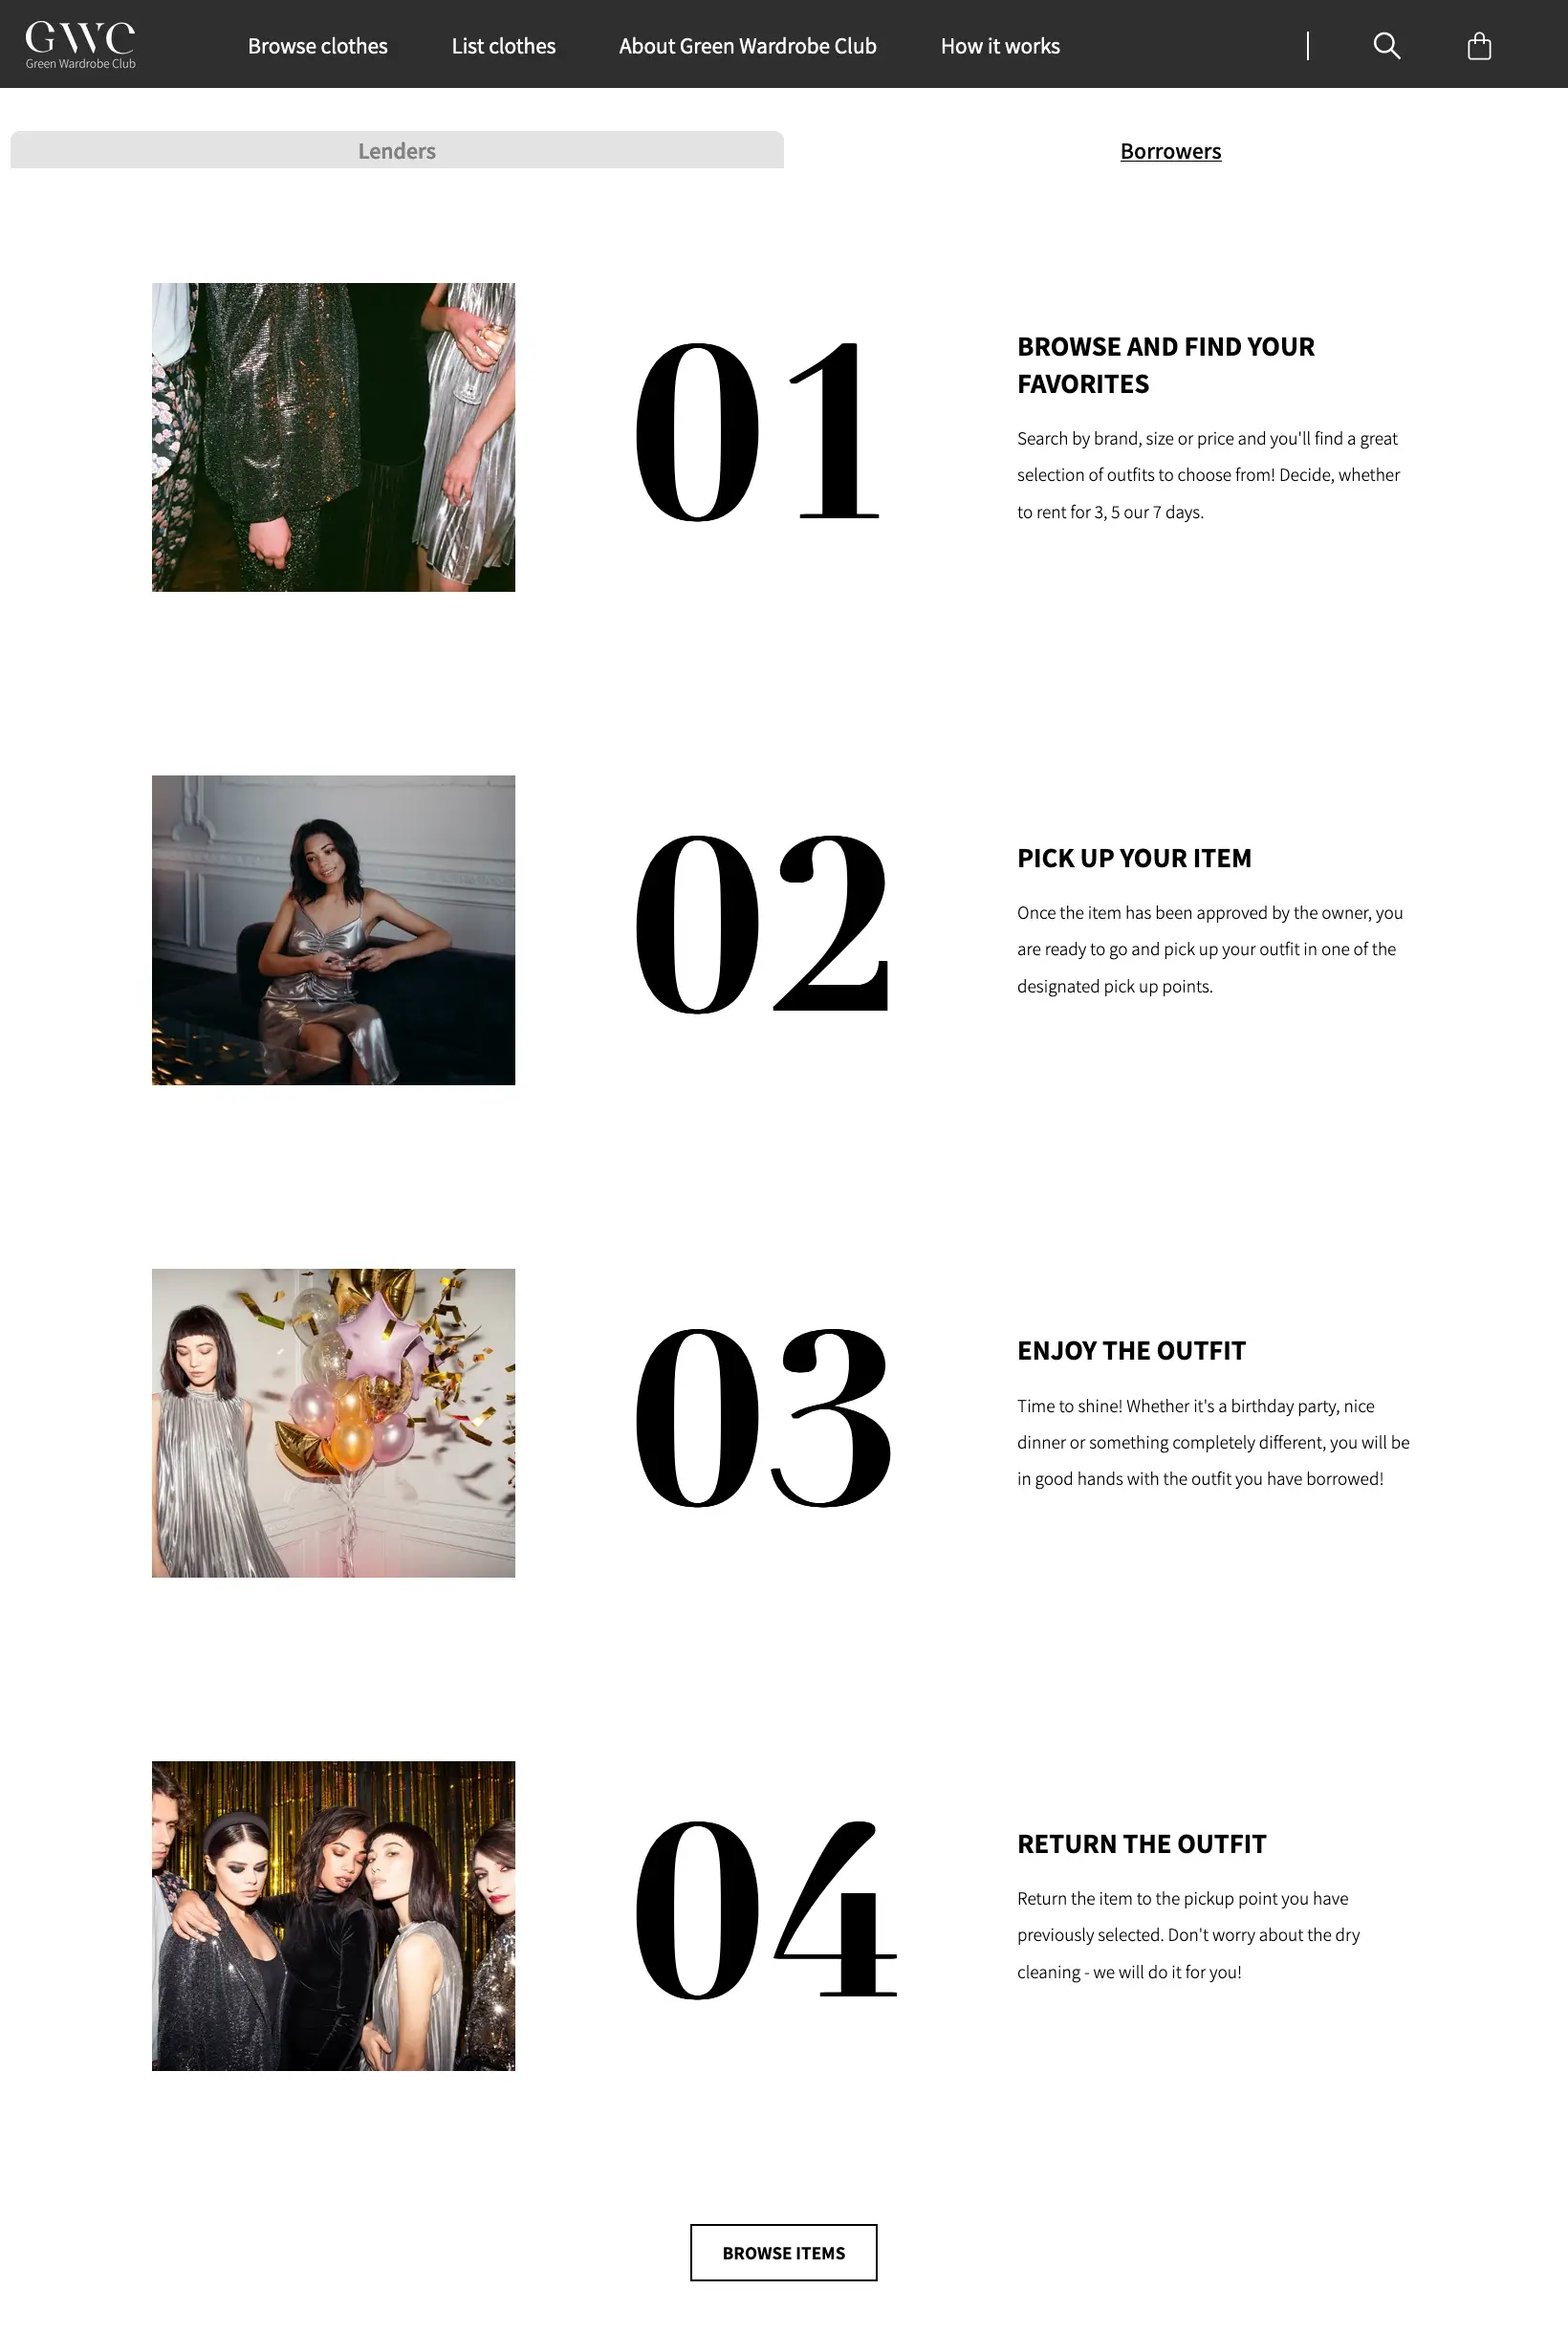 GWC
Green Wardrobe Club
Browse clothes
List clothes
About Green Wardrobe Club
How it works
Lenders
Borrowers
01
BROWSE AND FIND YOUR
FAVORITES
Search by brand, size or price and you'll find a great
selection of outfits to choose from! Decide, whether
to rent for 3, 5 our 7 days.
02
PICK UP YOUR ITEM
Once the item has been approved by the owner, you
are ready to go and pick up your outfit in one of the
designated pick up points.
03
ENJOY THE OUTFIT
Time to shine! Whether it's a birthday party, nice
dinner or something completely different, you will be
in good hands with the outfit you have borrowed!
04
RETURN THE OUTFIT
Return the item to the pickup point you have
previously selected. Don't worry about the dry
cleaning - we will do it for you!
BROWSE ITEMS